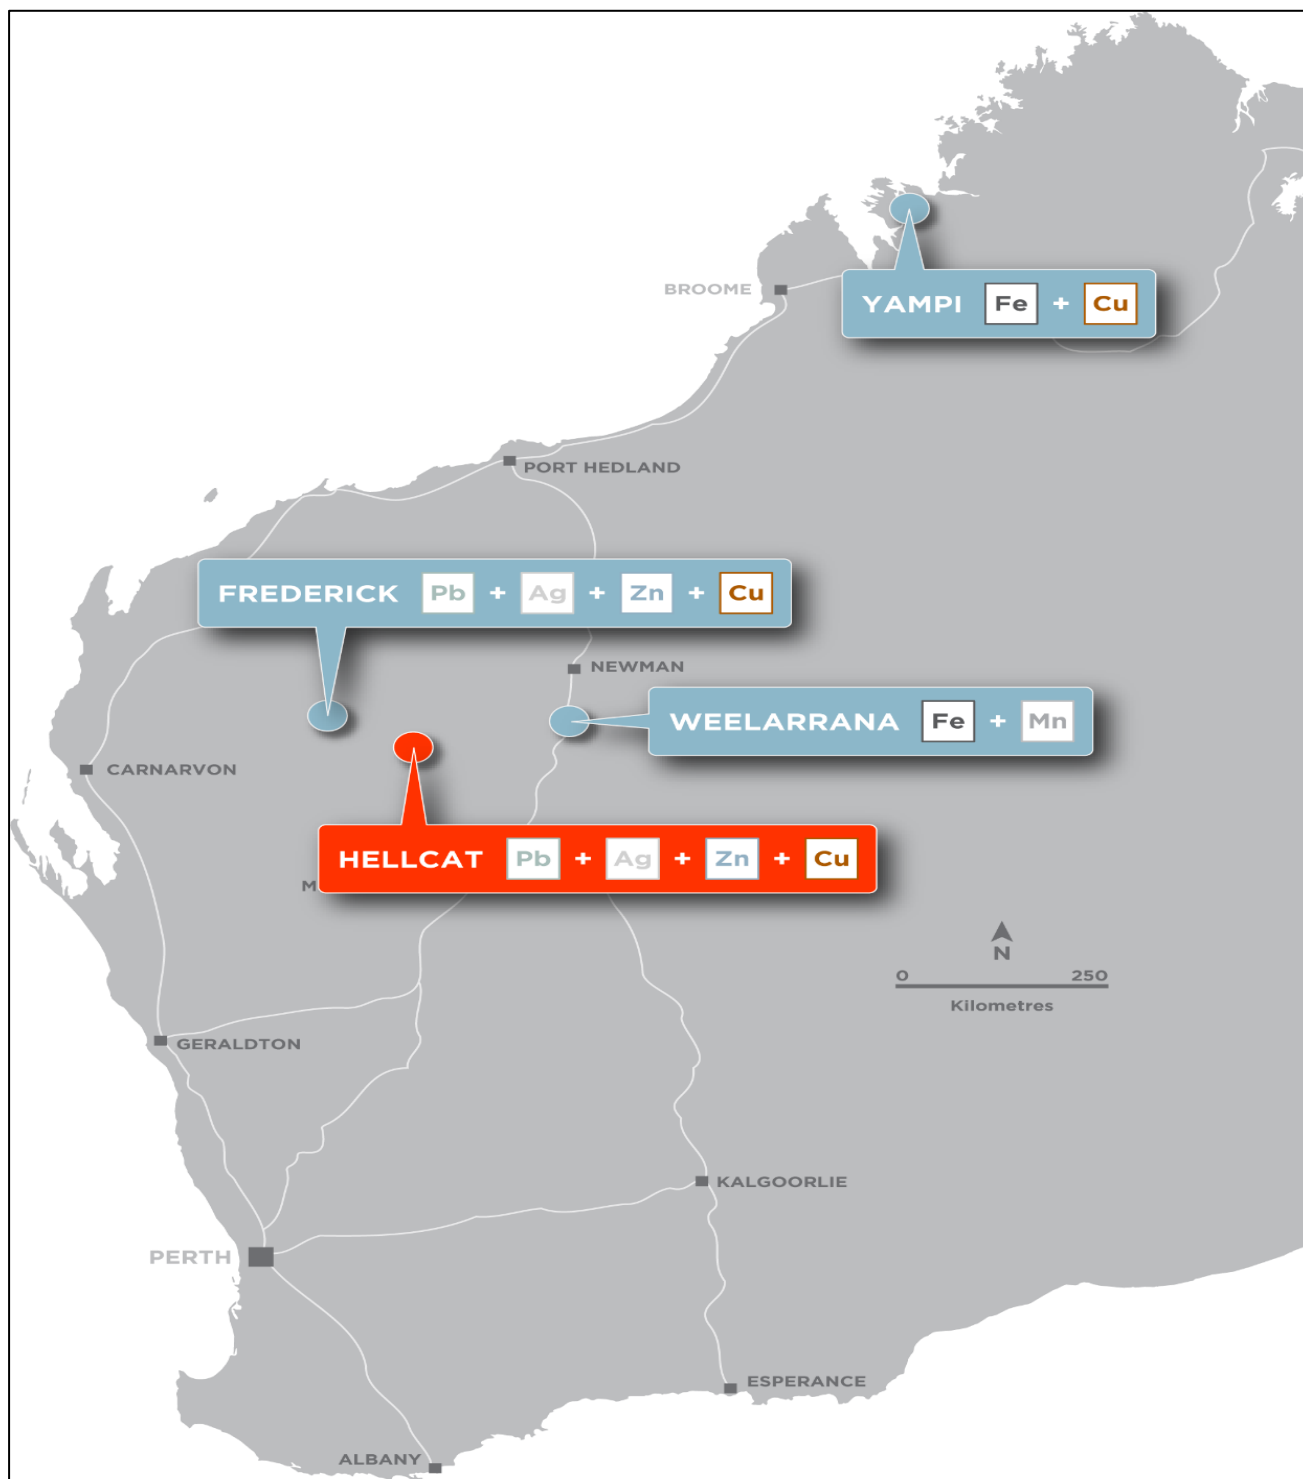 BROOME
YAMPI Fe + Cu
PORT HEDLAND
FREDERICK Pb + Ag + Zn + Cu
NEWMAN
WEELARRANA Fe + Mn
CARNARVON
HELLCAT Pb + Ag + Zn + Cu
N
0 250
Kilometres
GERALDTON
KALGOORLIE
PERTH
ESPERANCE
ALBANY